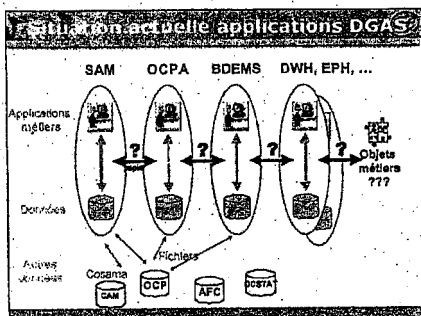 Situation actuelle applications DGAS
SAM OCPA BDEMS DWH, EPH, ...
Applications
métiers
? ? ? ?
Objets
métiers
???
Données
Fichiers
Autres
données
Cosama
CAM OCP AFC OCSTAT